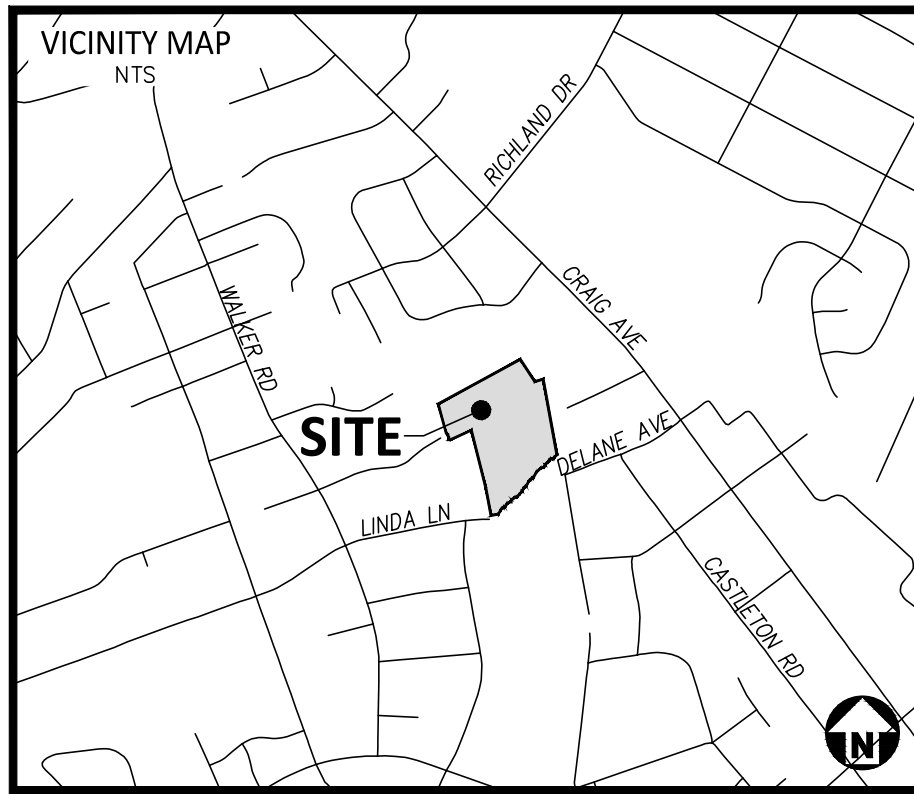 VICINITY MAP
NTS
RICHLAND DR
CRAIG AVE
WALKER RD
SITE
DELANE AVE
LINDA LN
CASTLETON RD
N